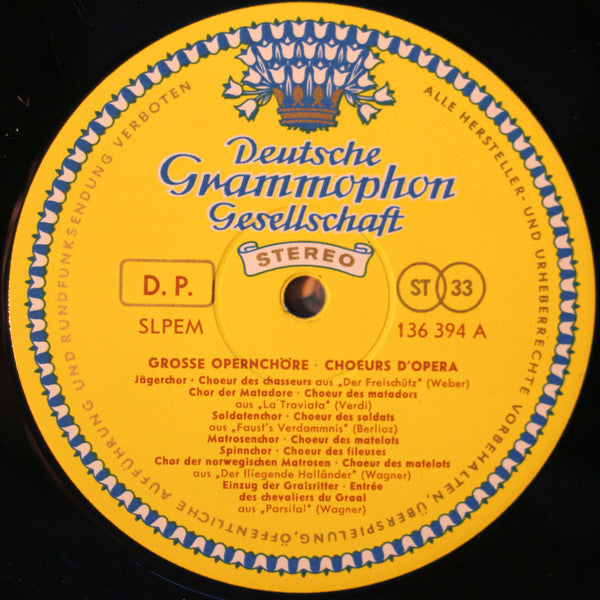 Deutsche
Grammophon
Gesellschaft
STEREO
D. P.
ST 33
SLPEM
136 394 A
GROSSE OPERNCHÖRE · CHOEURS D'OPERA
Jägerchor · Choeur des chasseurs aus „Der Freischütz" (Weber)
Chor der Matadore · Choeur des matadors
aus „La Traviata" (Verdi)
Soldatenchor · Choeur des soldats
aus „Faust's Verdammnis" (Berlioz)
Matrosenchor · Choeur des matelots
Spinnchor · Choeur des fileuses
Chor der norwegischen Matrosen · Choeur des matelots
aus „Der fliegende Holländer" (Wagner)
Einzug der Gralsritter · Entrée
des chevaliers du Graal
aus „Parsifal" (Wagner)
ALLE HERSTELLER- UND URHEBERRECHTE VORBEHALTEN, ÜBERSPIELUNG, ÖFFENTLICHE AUFFÜHRUNG UND RUNDFUNKSENDUNG VERBOTEN